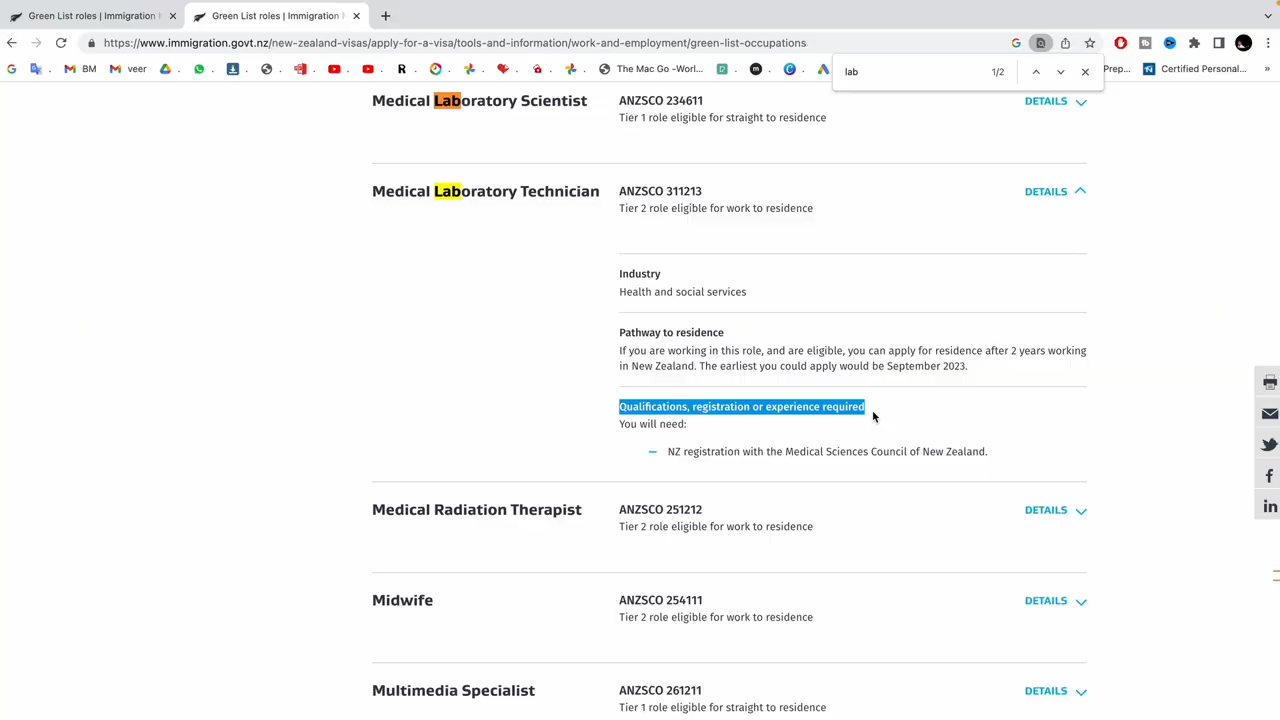 Green List roles | Immigration
Green List roles | Immigration
https://www.immigration.govt.nz/new-zealand-visas/apply-for-a-visa/tools-and-information/work-and-employment/green-list-occupations
BM
veer
The Mac Go -Worl...
Prep...
Certified Personal...
»
lab
1/2
Medical Laboratory Scientist
ANZSCO 234611
DETAILS
Tier 1 role eligible for straight to residence
Medical Laboratory Technician
ANZSCO 311213
DETAILS
Tier 2 role eligible for work to residence
Industry
Health and social services
Pathway to residence
If you are working in this role, and are eligible, you can apply for residence after 2 years working
in New Zealand. The earliest you could apply would be September 2023.
Qualifications, registration or experience required
You will need:
NZ registration with the Medical Sciences Council of New Zealand.
Medical Radiation Therapist
ANZSCO 251212
DETAILS
Tier 2 role eligible for work to residence
Midwife
ANZSCO 254111
DETAILS
Tier 2 role eligible for work to residence
Multimedia Specialist
ANZSCO 261211
DETAILS
Tier 1 role eligible for straight to residence